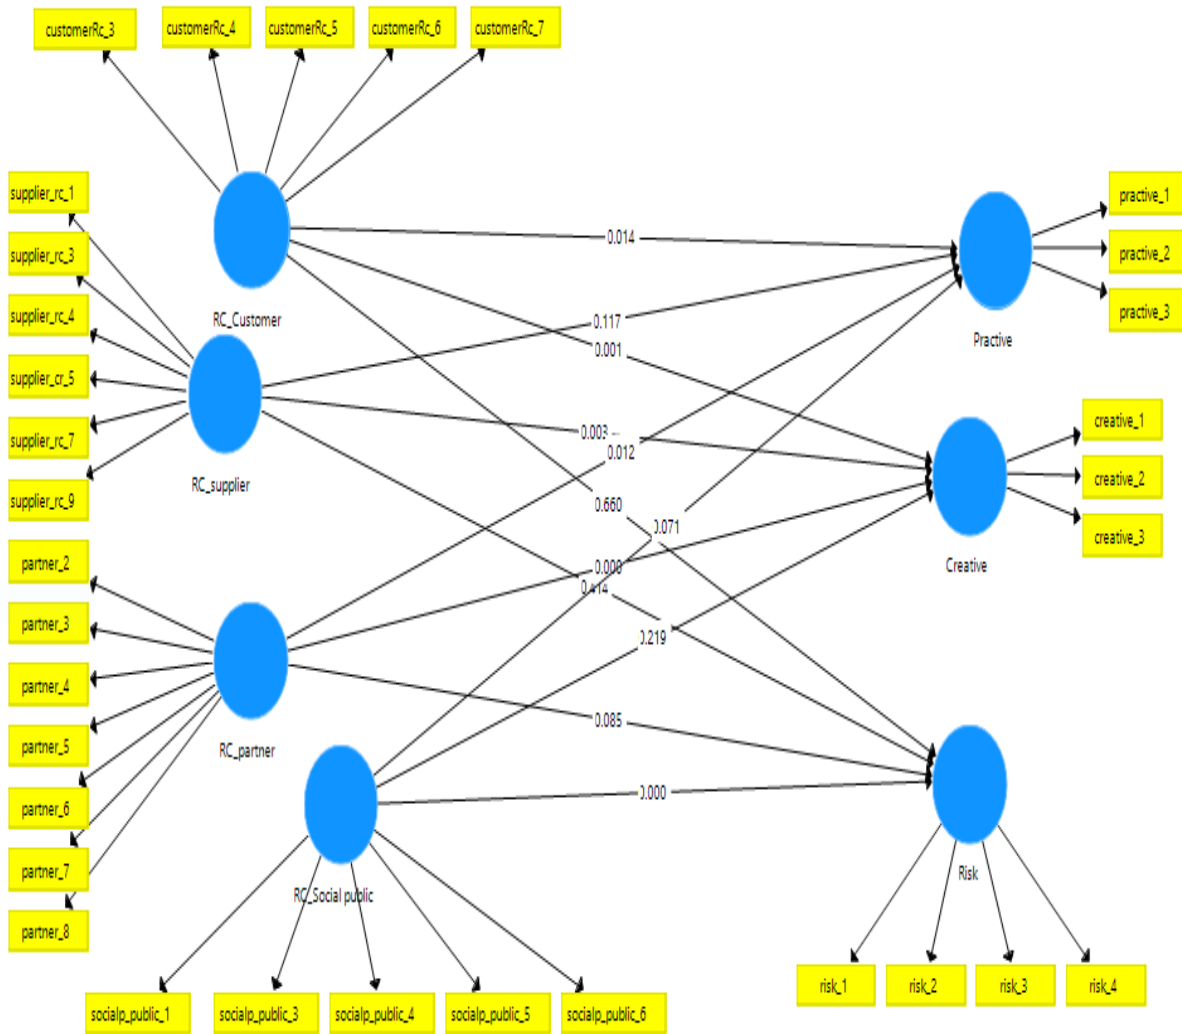 customerRc_3
customerRc_4
customerRc_5
customerRc_6
customerRc_7
supplier_rc_1
supplier_rc_3
supplier_rc_4
supplier_cr_5
supplier_rc_7
supplier_rc_9
partner_2
partner_3
partner_4
partner_5
partner_6
partner_7
partner_8
RC_Customer
RC_supplier
RC_partner
RC_Social public
socialp_public_1
socialp_public_3
socialp_public_4
socialp_public_5
socialp_public_6
0.014
0.117
0.001
0.003
0.012
0.660
0.071
0.000
0.414
0.219
0.085
0.000
Practive
practive_1
practive_2
practive_3
Creative
creative_1
creative_2
creative_3
Risk
risk_1
risk_2
risk_3
risk_4